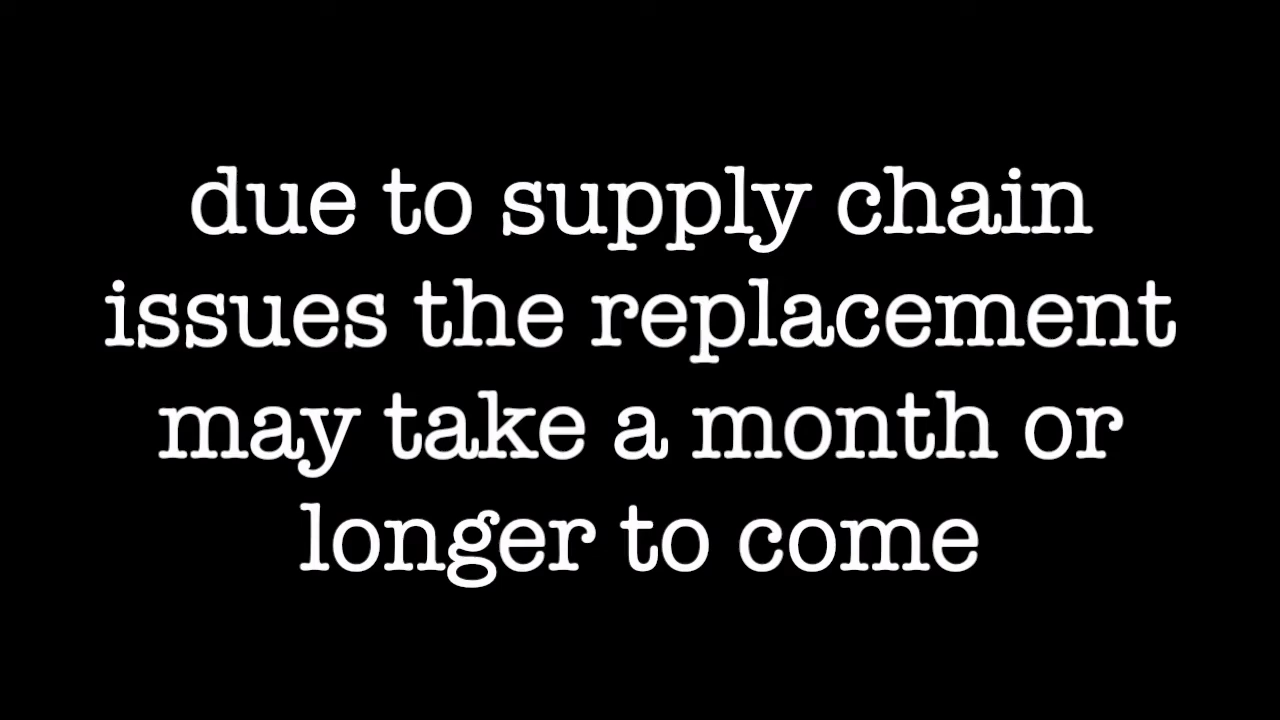 due to supply chain
issues the replacement
may take a month or
longer to come